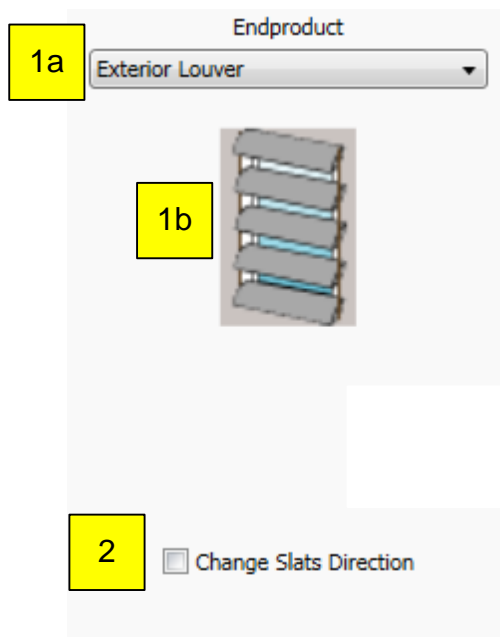 Endproduct
1a
Exterior Louver
1b
2
Change Slats Direction